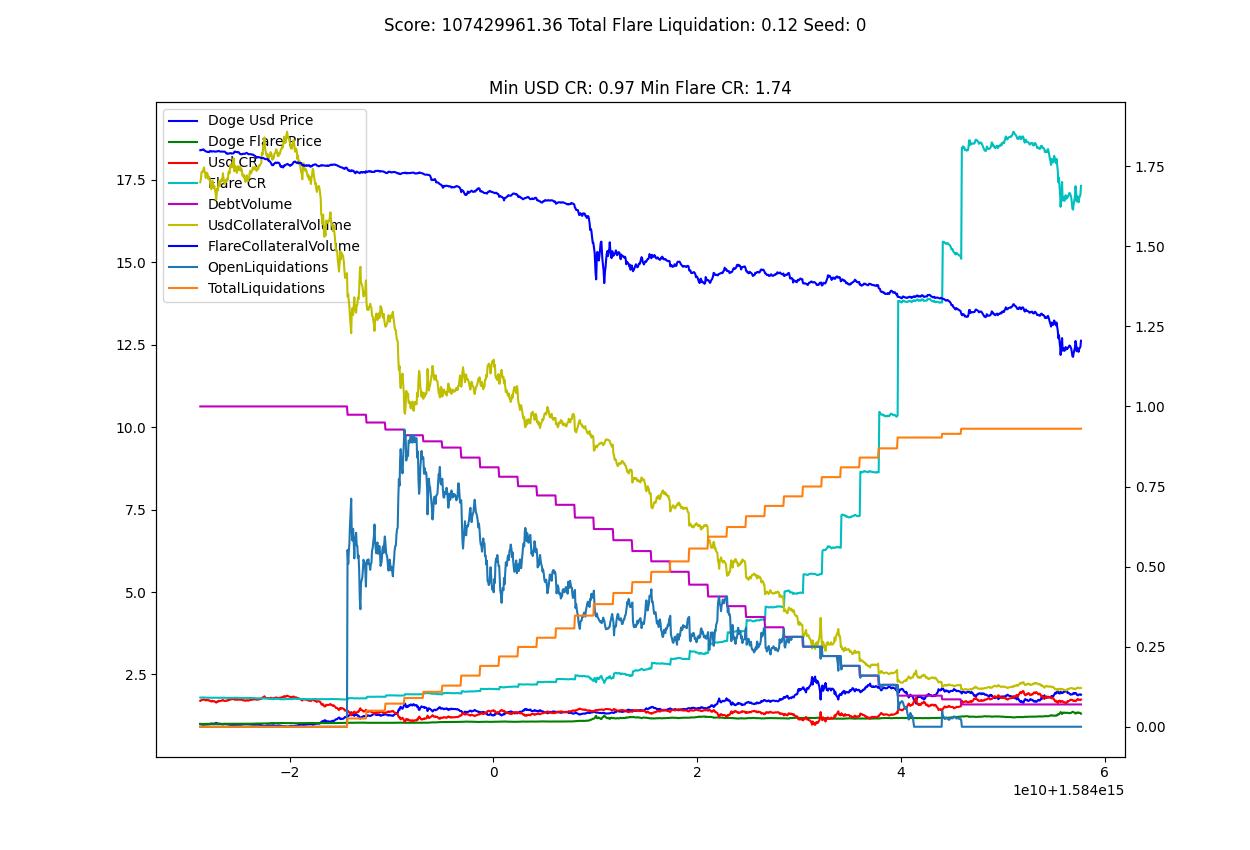 Score: 107429961.36 Total Flare Liquidation: 0.12 Seed: 0
Min USD CR: 0.97 Min Flare CR: 1.74
Doge Usd Price
Doge Flare Price
Usd CR
Flare CR
DebtVolume
UsdCollateralVolume
FlareCollateralVolume
OpenLiquidations
TotalLiquidations
17.5
15.0
12.5
10.0
7.5
5.0
2.5
1.75
1.50
1.25
1.00
0.75
0.50
0.25
0.00
−2
0
2
4
6
1e10+1.584e15